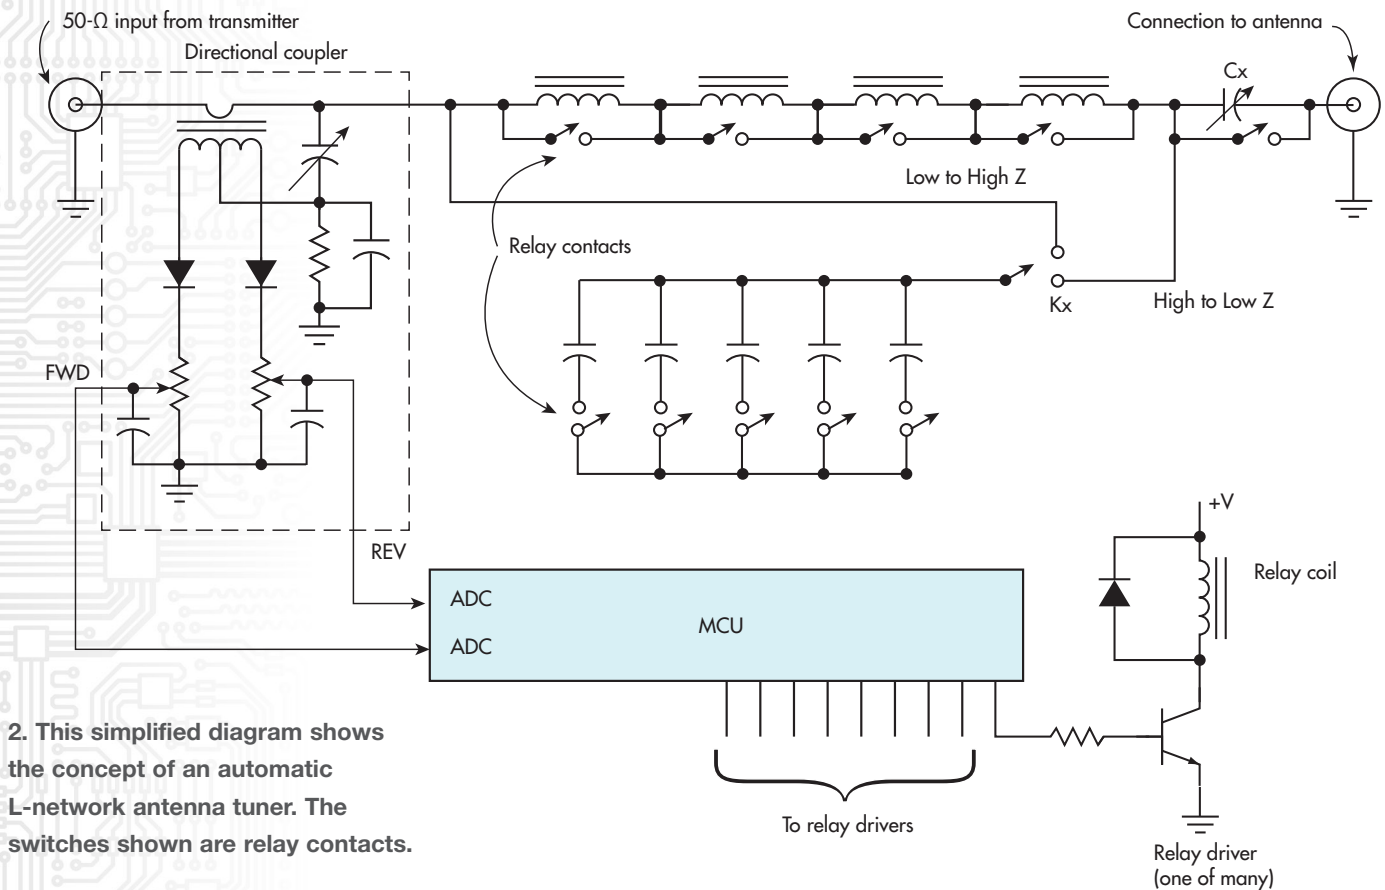 50-Ω input from transmitter
Connection to antenna
Directional coupler
Cx
Low to High Z
Relay contacts
Kx
High to Low Z
FWD
REV
+V
Relay coil
ADC
MCU
ADC
2. This simplified diagram shows
the concept of an automatic
L-network antenna tuner. The
switches shown are relay contacts.
To relay drivers
Relay driver
(one of many)